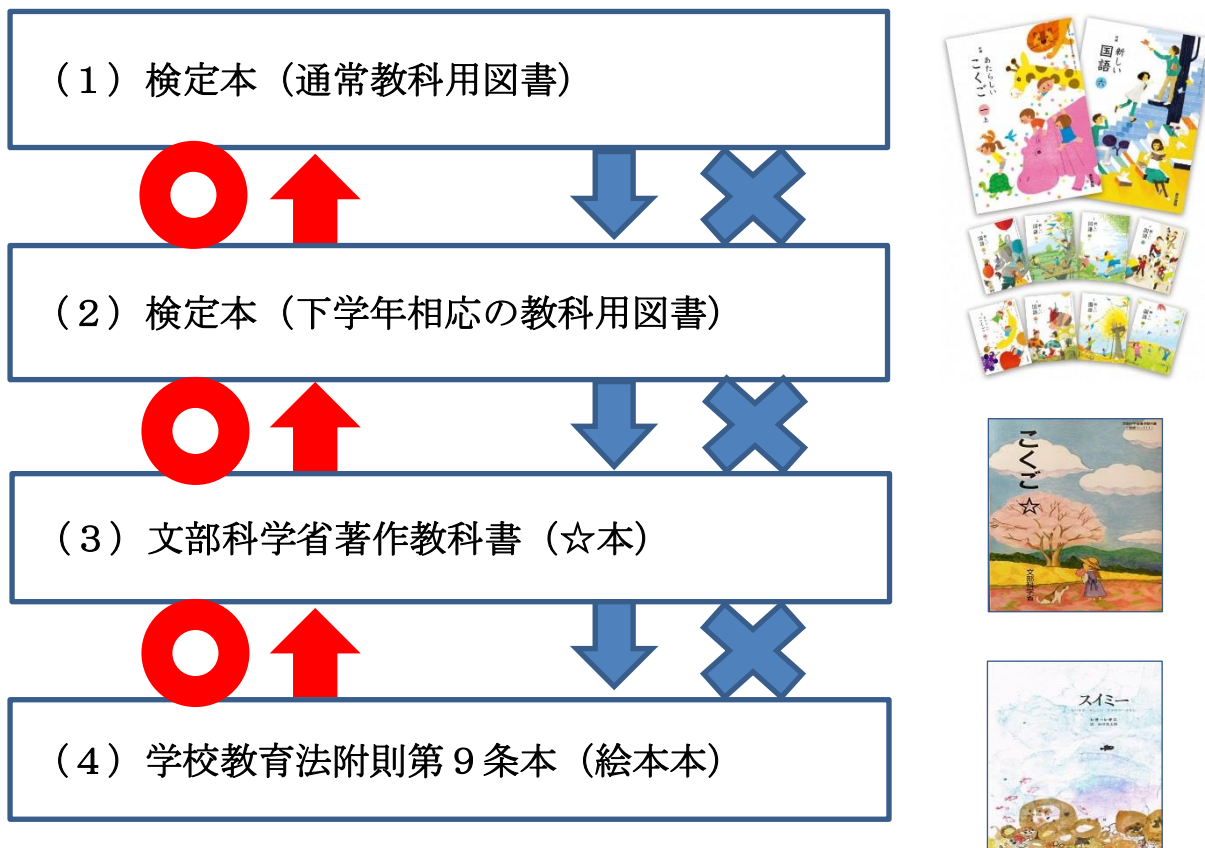 (1)検定本(通常教科用図書)
(2)検定本(下学年相応の教科用図書)
(3)文部科学省著作教科書(☆本)
(4)学校教育法附則第9条本(絵本本)
あたらしい
こくご
一上
新しい
国語
六
こくご
☆
文部科学省
スイミー